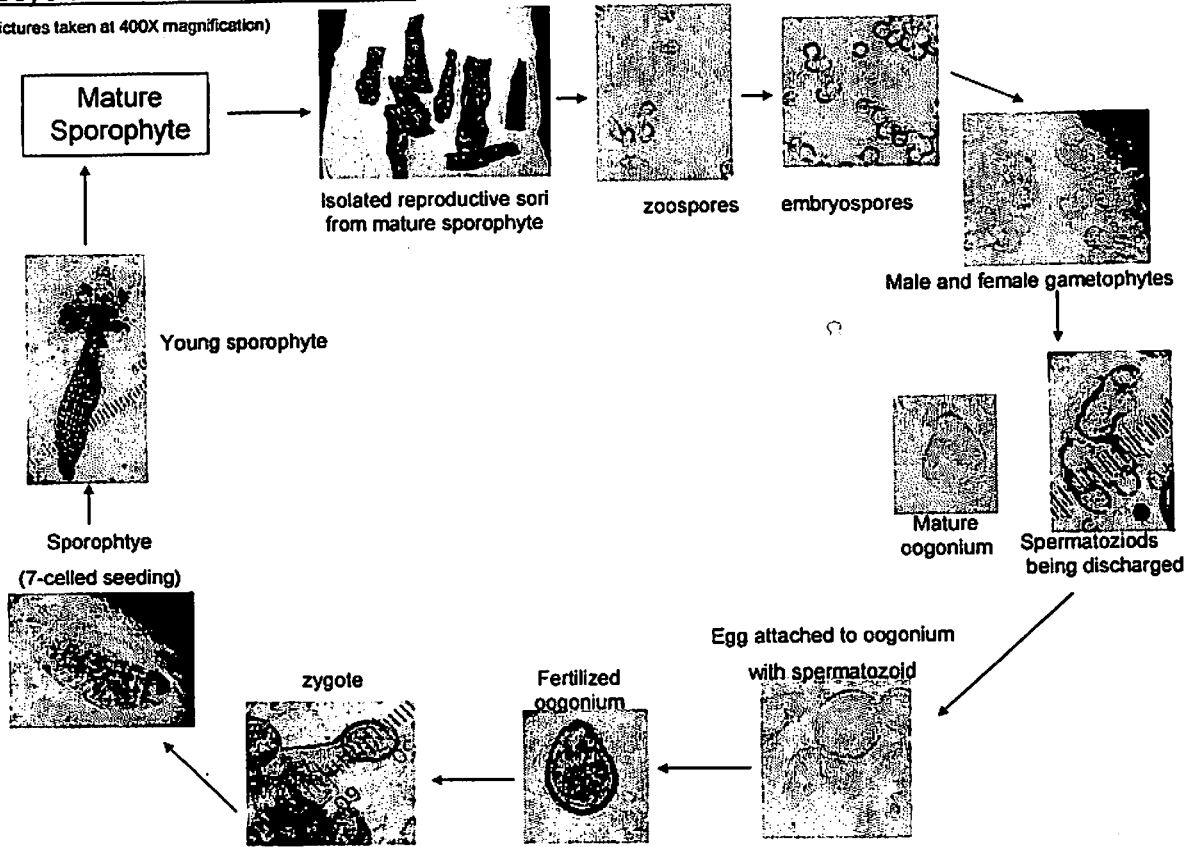 ictures taken at 400X magnification)
Mature
Sporophyte
Isolated reproductive sori
from mature sporophyte
zoospores
embryospores
Male and female gametophytes
Young sporophyte
Mature
oogonium
Spermatoziods
being discharged
Sporophtye
(7-celled seeding)
Egg attached to oogonium
with spermatozoid
Fertilized
oogonium
zygote